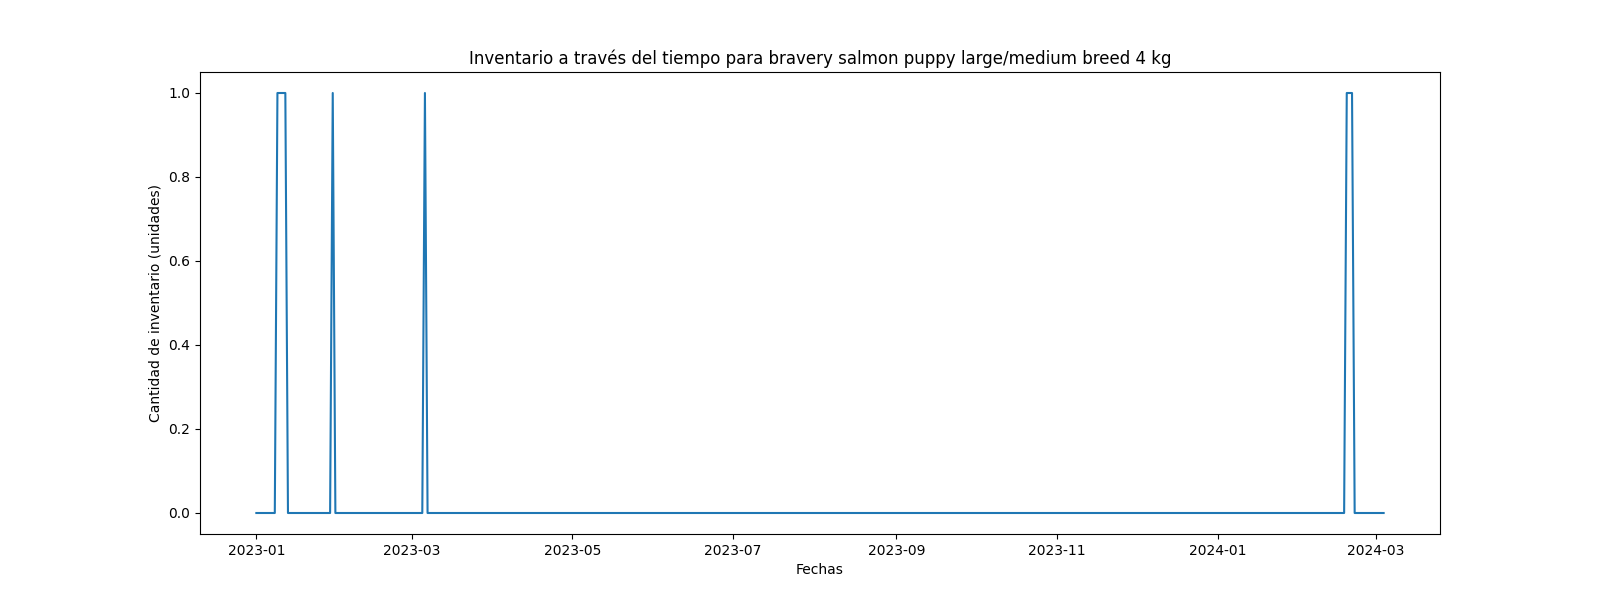 Inventario a través del tiempo para bravery salmon puppy large/medium breed 4 kg
Cantidad de inventario (unidades)
1.0
0.8
0.6
0.4
0.2
0.0
2023-01 2023-03 2023-05 2023-07 2023-09 2023-11 2024-01 2024-03
Fechas